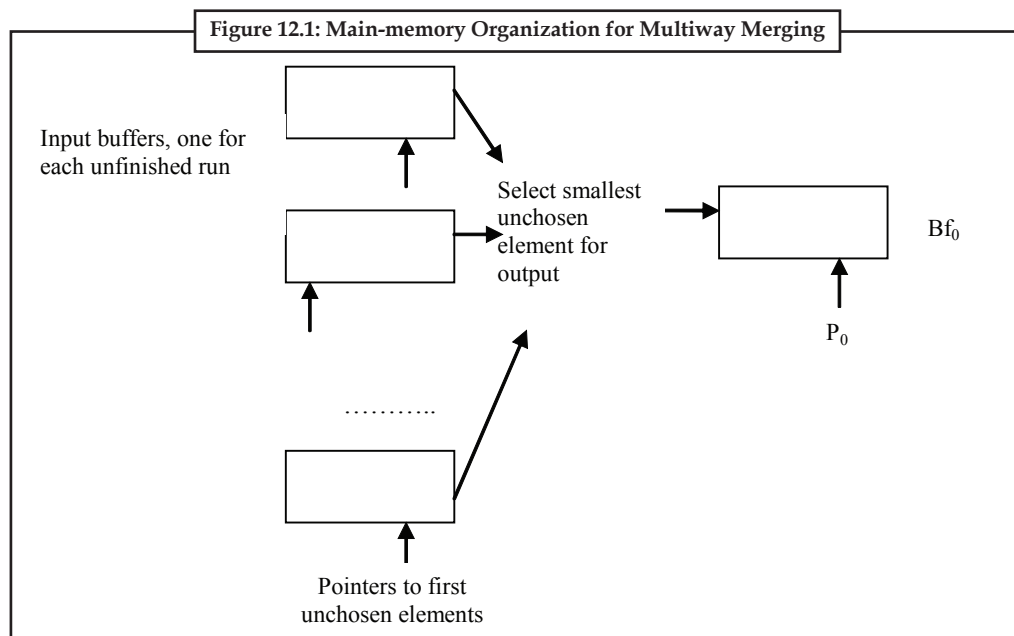 Figure 12.1: Main-memory Organization for Multiway Merging
Input buffers, one for
each unfinished run
Select smallest
unchosen
element for
output
Bf₀
P₀
………..
Pointers to first
unchosen elements